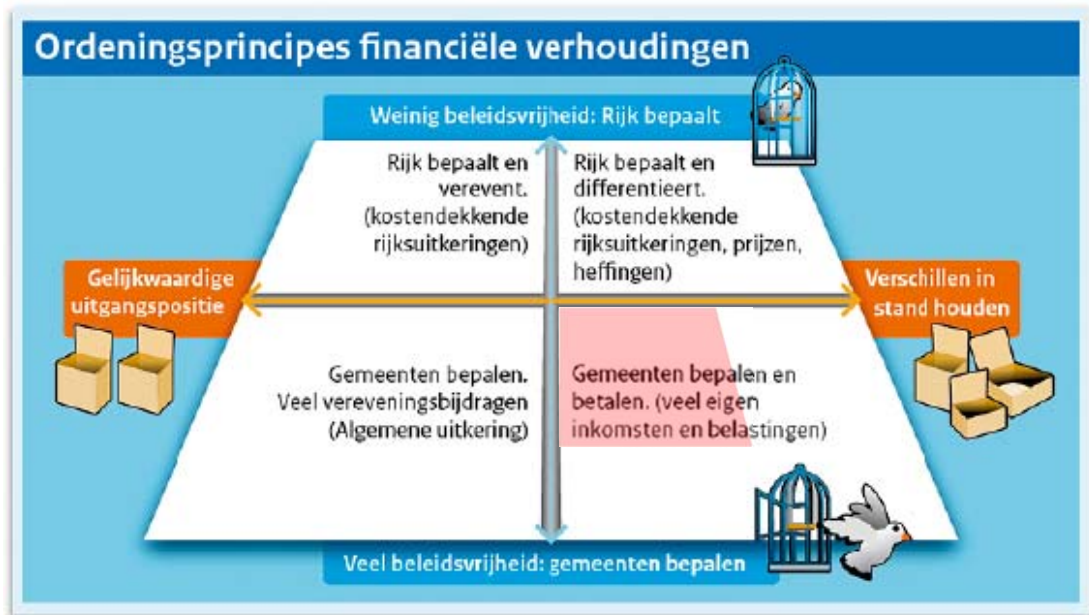 Ordeningsprincipes financiële verhoudingen
Weinig beleidsvrijheid: Rijk bepaalt
Rijk bepaalt en
verevent.
(kostendekkende
rijksuitkeringen)
Rijk bepaalt en
differentieert.
(kostendekkende
rijksuitkeringen, prijzen,
heffingen)
Gelijkwaardige
uitgangspositie
Verschillen in
stand houden
Gemeenten bepalen.
Veel vereveningsbijdragen
(Algemene uitkering)
Gemeenten bepalen en
betalen. (veel eigen
inkomsten en belastingen)
Veel beleidsvrijheid: gemeenten bepalen